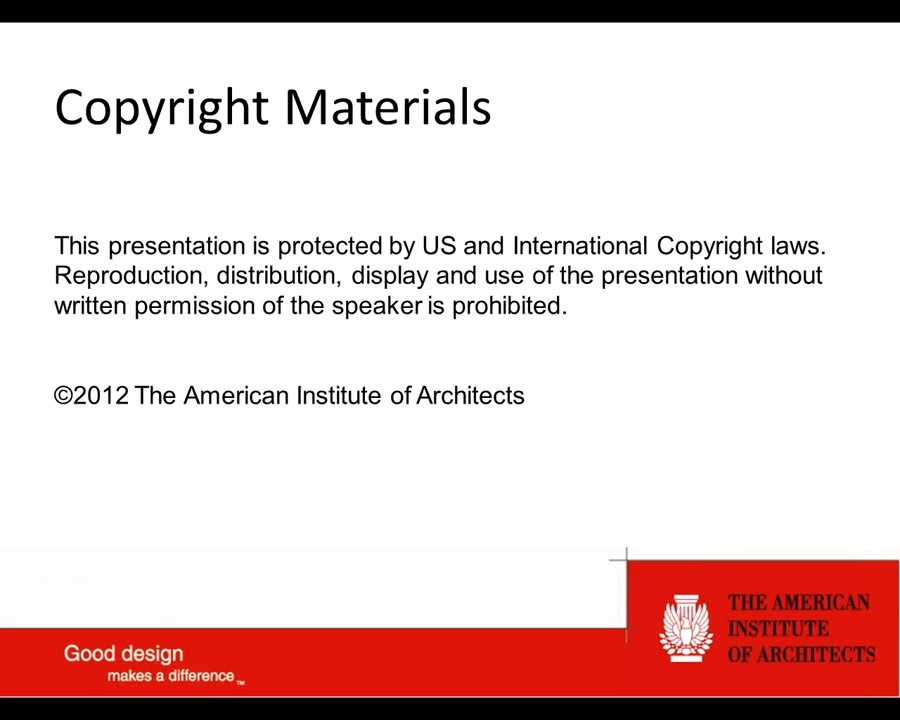 Copyright Materials
This presentation is protected by US and International Copyright laws.
Reproduction, distribution, display and use of the presentation without
written permission of the speaker is prohibited.
©2012 The American Institute of Architects
Good design
makes a difference™
THE AMERICAN
INSTITUTE
OF ARCHITECTS